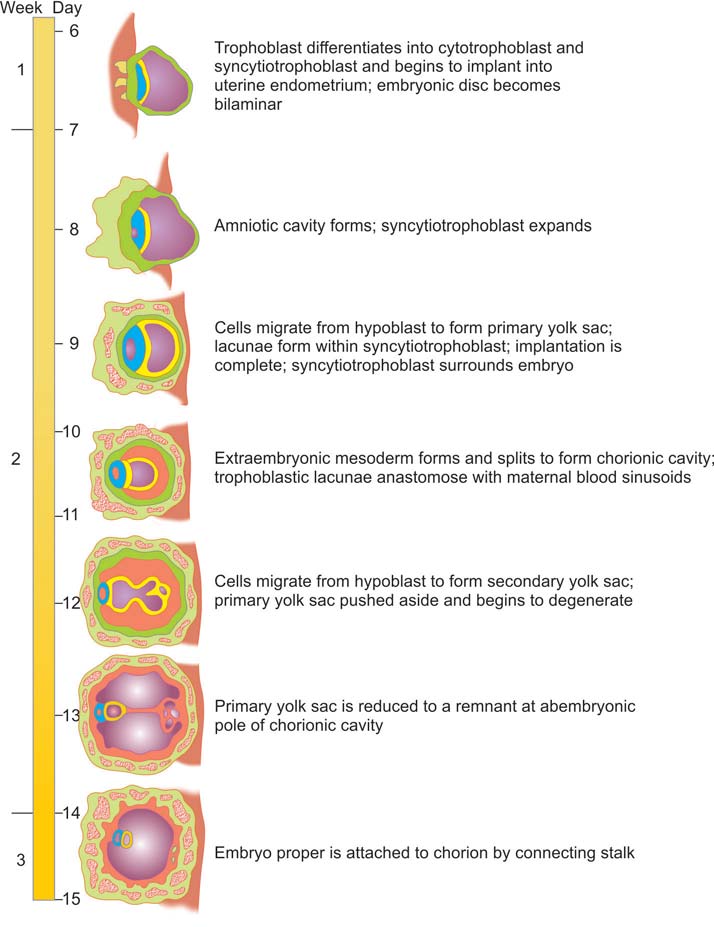 Week Day
6
Trophoblast differentiates into cytotrophoblast and
syncytiotrophoblast and begins to implant into
uterine endometrium; embryonic disc becomes
bilaminar
1
7
8
Amniotic cavity forms; syncytiotrophoblast expands
Cells migrate from hypoblast to form primary yolk sac;
9
lacunae form within syncytiotrophoblast; implantation is
complete; syncytiotrophoblast surrounds embryo
10
2
Extraembryonic mesoderm forms and splits to form chorionic cavity;
trophoblastic lacunae anastomose with maternal blood sinusoids
11
Cells migrate from hypoblast to form secondary yolk sac;
12
primary yolk sac pushed aside and begins to degenerate
Primary yolk sac is reduced to a remnant at abembryonic
13
pole of chorionic cavity
14
3
Embryo proper is attached to chorion by connecting stalk
15